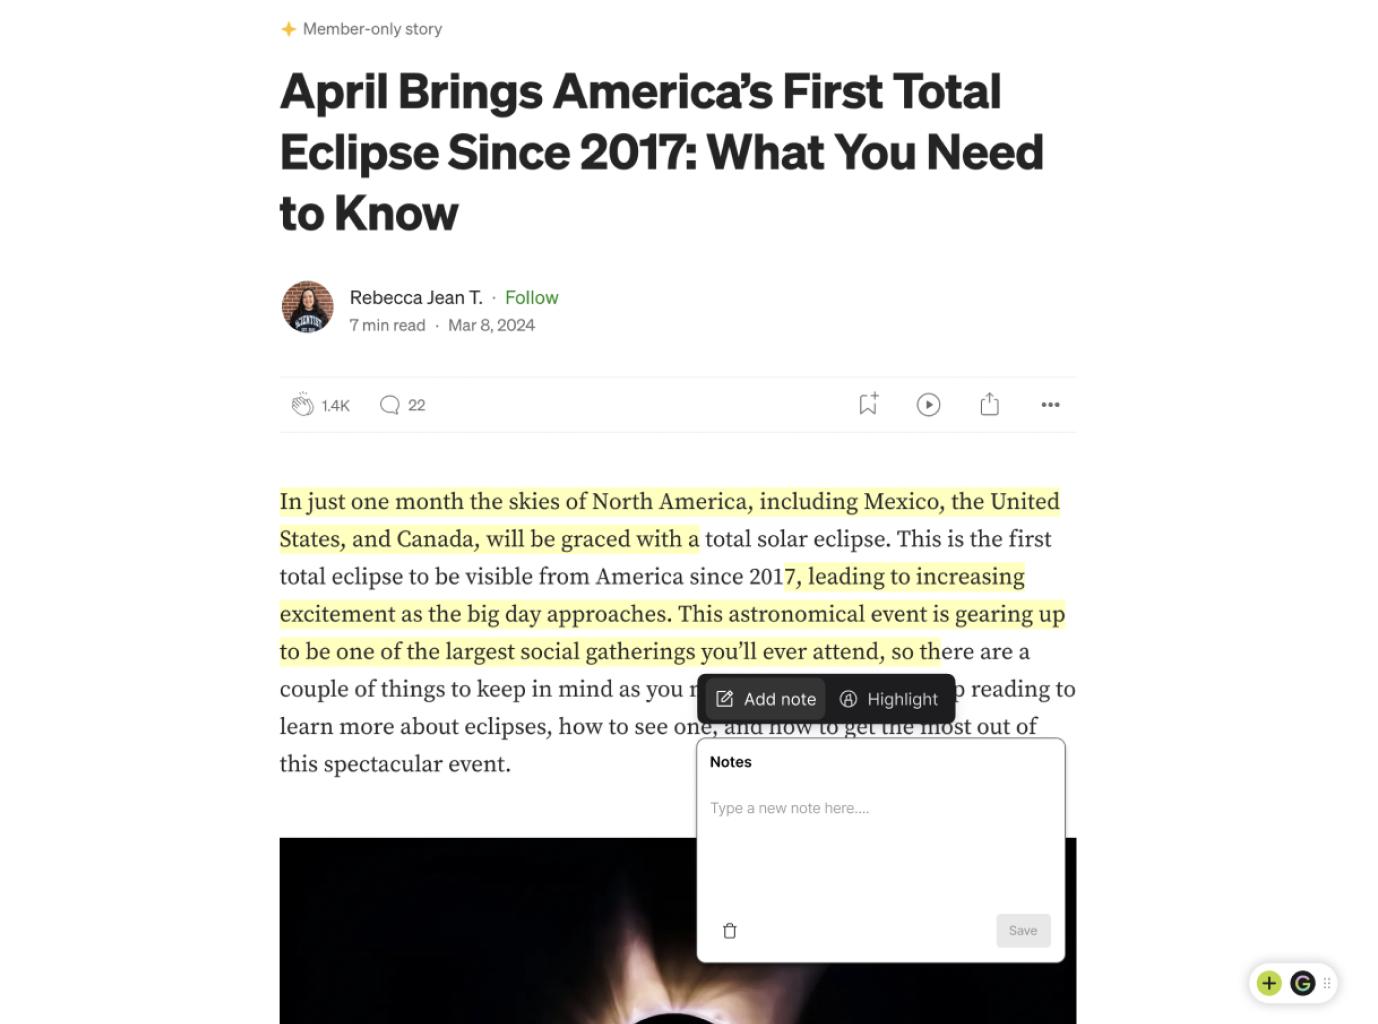 Member-only story
April Brings America’s First Total
Eclipse Since 2017: What You Need
to Know
Rebecca Jean T. · Follow
7 min read · Mar 8, 2024
1.4K 22
In just one month the skies of North America, including Mexico, the United
States, and Canada, will be graced with a total solar eclipse. This is the first
total eclipse to be visible from America since 2017, leading to increasing
excitement as the big day approaches. This astronomical event is gearing up
to be one of the largest social gatherings you’ll ever attend, so there are a
couple of things to keep in mind as you reading to
Add note Highlight
learn more about eclipses, how to see one, and how to get the most out of
this spectacular event.
Notes
Type a new note here....
Save